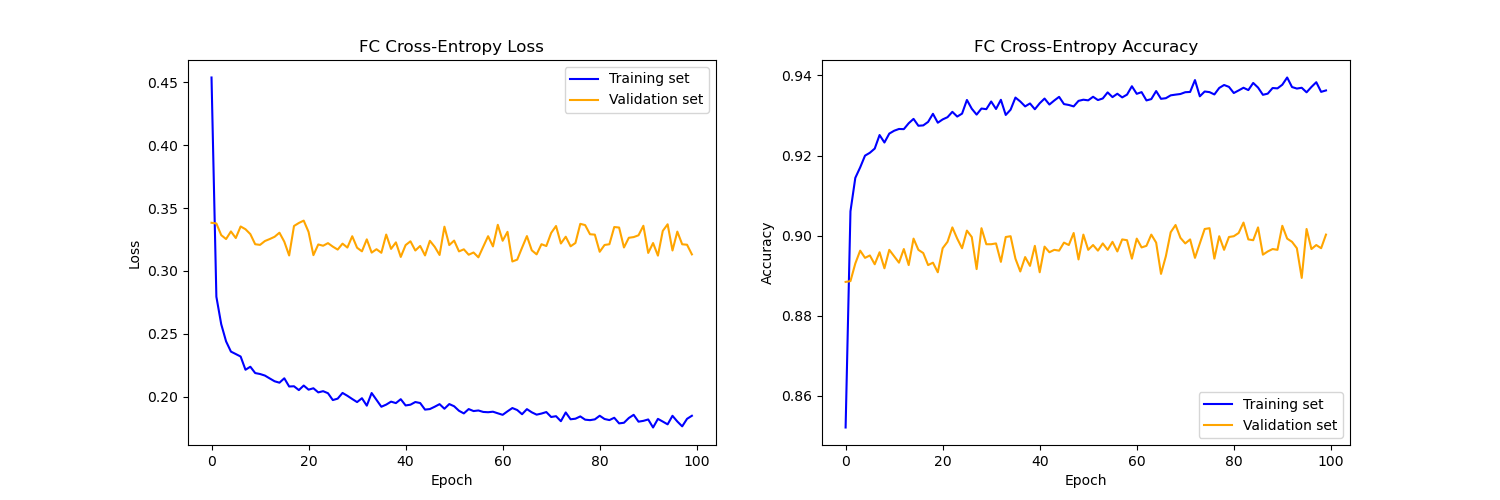 FC Cross-Entropy Loss
Training set
Validation set
0.45
0.40
0.35
0.30
0.25
0.20
Loss
0 20 40 60 80 100
Epoch
FC Cross-Entropy Accuracy
0.94
0.92
0.90
0.88
0.86
Accuracy
Training set
Validation set
0 20 40 60 80 100
Epoch